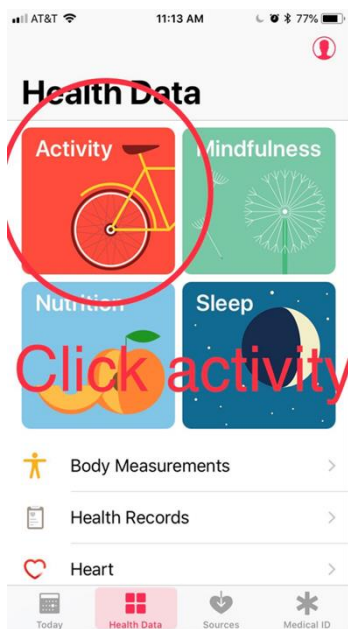 AT&T 11:13 AM 77%
Health Data
Activity Mindfulness
Nutrition Sleep
Click activity
Body Measurements
Health Records
Heart
Today Health Data Sources Medical ID